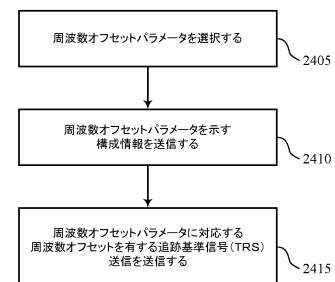 周波数オフセットパラメータを選択する
2405
周波数オフセットパラメータを示す
構成情報を送信する
2410
周波数オフセットパラメータに対応する
周波数オフセットを有する追跡基準信号(TRS)
送信を送信する
2415